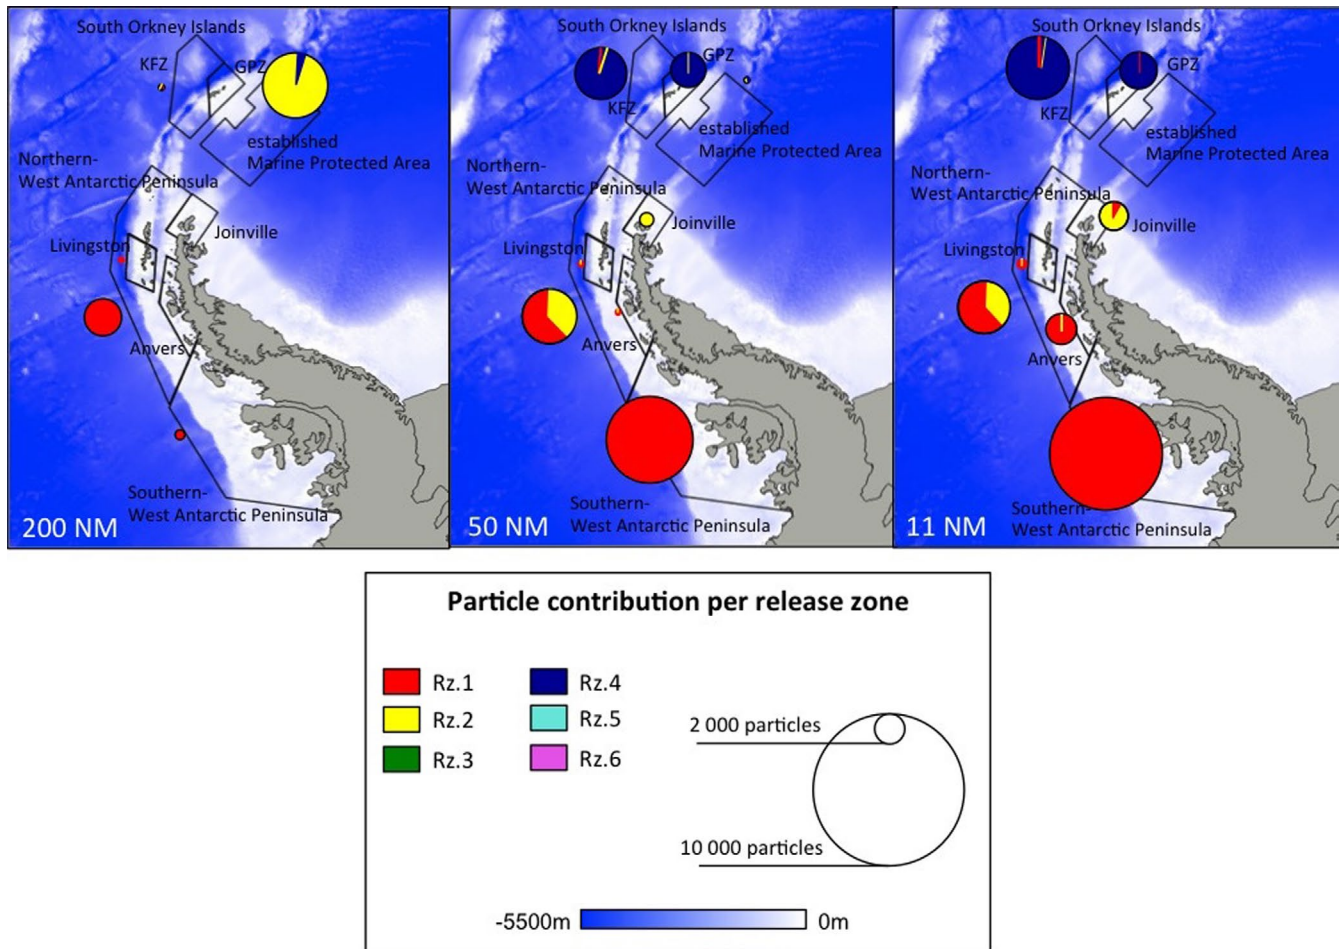 South Orkney Islands
KFZ
GPZ
established
Marine Protected Area
Northern-
West Antarctic Peninsula
Livingston
Joinville
Anvers
Southern-
West Antarctic Peninsula
200 NM
South Orkney Islands
GPZ
KFZ
established
Marine Protected Area
Northern-
West Antarctic Peninsula
Joinville
Livingston
Anvers
Southern-
West Antarctic Peninsula
50 NM
South Orkney Islands
GPZ
KFZ
established
Marine Protected Area
Northern-
West Antarctic Peninsula
Joinville
Livingston
Anvers
Southern-
West Antarctic Peninsula
11 NM
Particle contribution per release zone
Rz.1
Rz.2
Rz.3
Rz.4
Rz.5
Rz.6
2 000 particles
10 000 particles
-5500m
0m